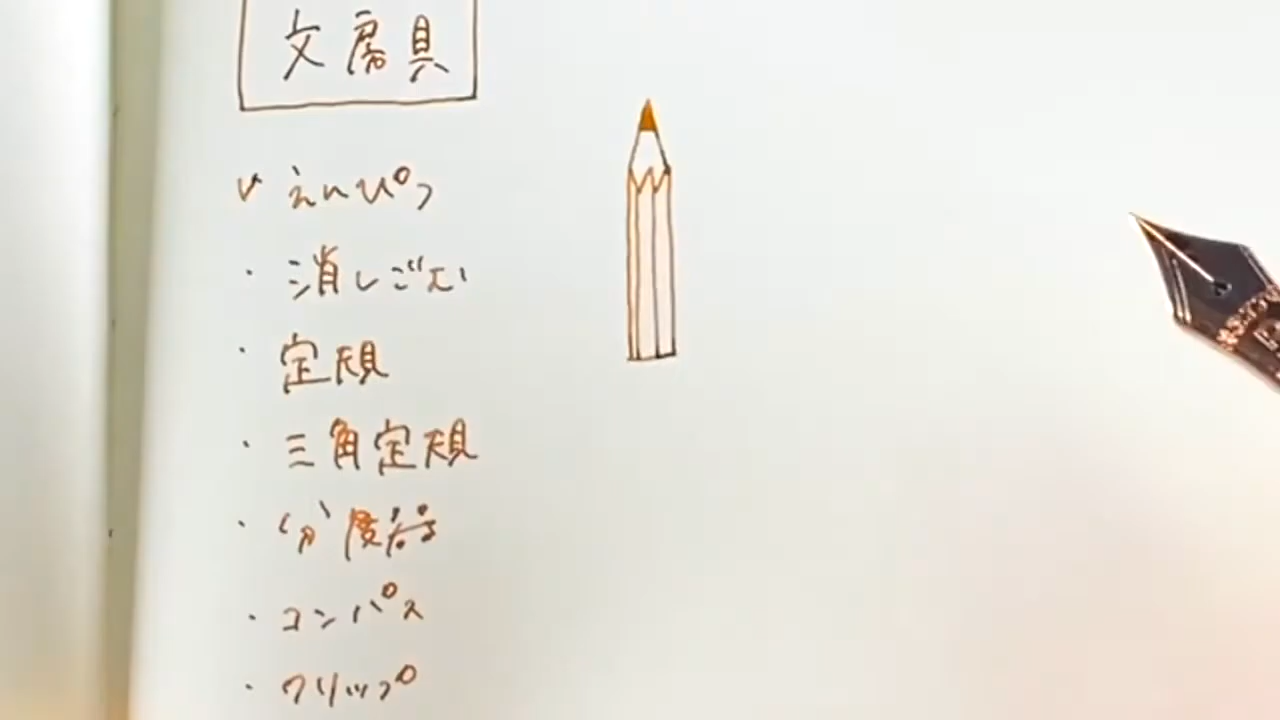 文房具
✓ えんぴつ
・消しゴム
・定規
・三角定規
・分度器
・コンパス
・クリップ